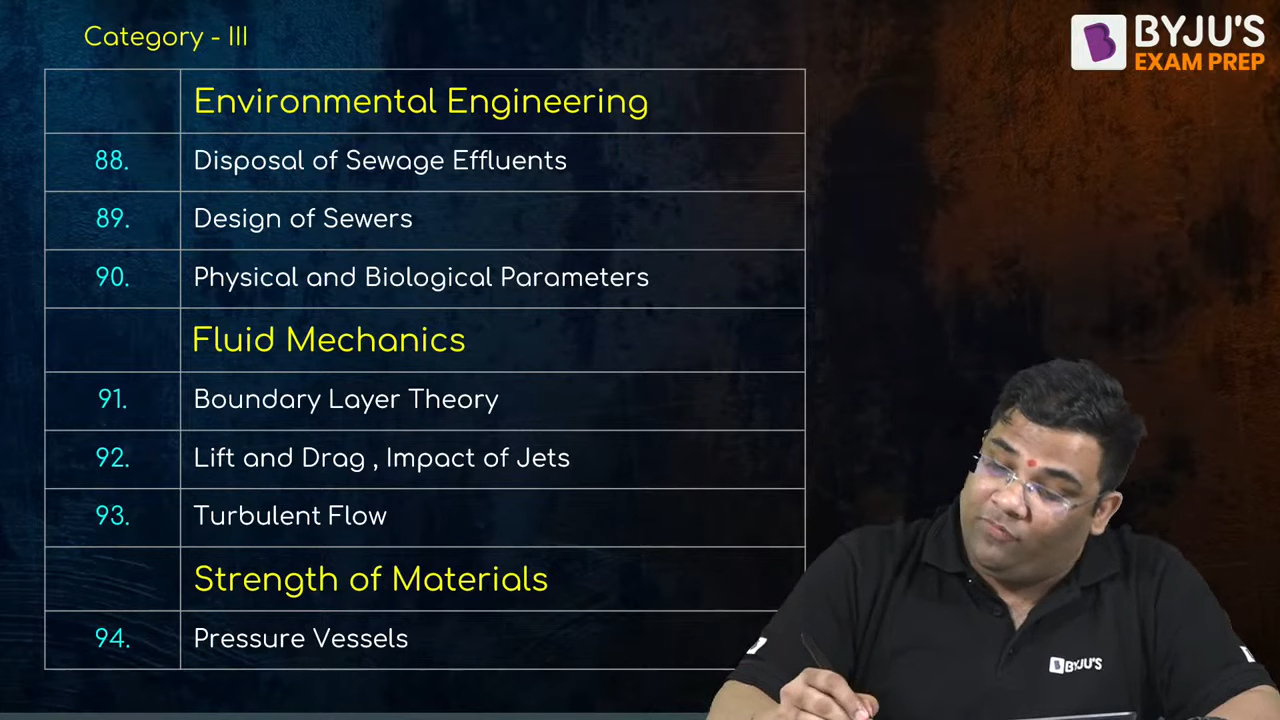 Category - III
BYJU'S
EXAM PREP
Environmental Engineering
88. Disposal of Sewage Effluents
89. Design of Sewers
90. Physical and Biological Parameters
Fluid Mechanics
91. Boundary Layer Theory
92. Lift and Drag , Impact of Jets
93. Turbulent Flow
Strength of Materials
94. Pressure Vessels
BYJU'S